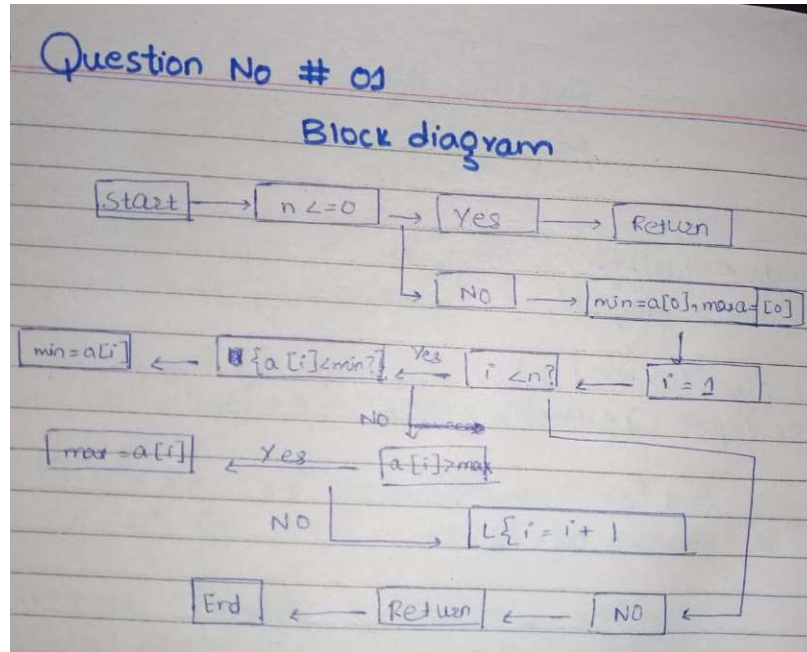 Question No # 01
Block diagram
Start n <=0 Yes Return
NO min=a[0], maxa=[0]
min=a[i] {a[i]<min?} Yes i <n? i = 1
NO
max=a[i] Yes a[i]>max
NO L{ i = i + 1
End Return NO